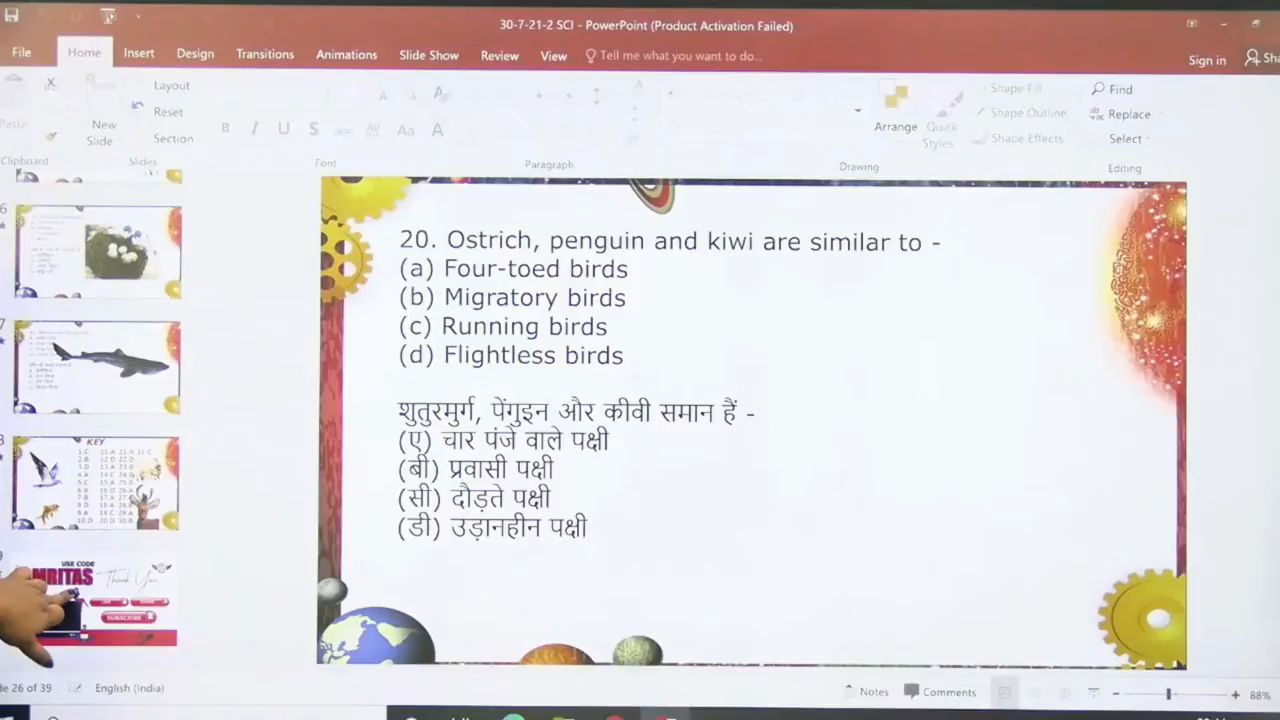 30-7-21-2 SCI - PowerPoint (Product Activation Failed)
File Home Insert Design Transitions Animations Slide Show Review View Tell me what you want to do... Sign in
Layout
Reset
Section
New
Slide
Paste
Clipboard
Slides
Font
Paragraph
Arrange
Quick
Styles
Shape Fill
Shape Outline
Shape Effects
Drawing
Find
Replace
Select
Editing
20. Ostrich, penguin and kiwi are similar to -
(a) Four-toed birds
(b) Migratory birds
(c) Running birds
(d) Flightless birds
शुतुरमुर्ग, पेंगुइन और कीवी समान हैं -
(ए) चार पंजे वाले पक्षी
(बी) प्रवासी पक्षी
(सी) दौड़ते पक्षी
(डी) उड़ानहीन पक्षी
KEY
USE CODE
Thank You
SUBSCRIBE
26 of 39 English (India) Notes Comments 88%